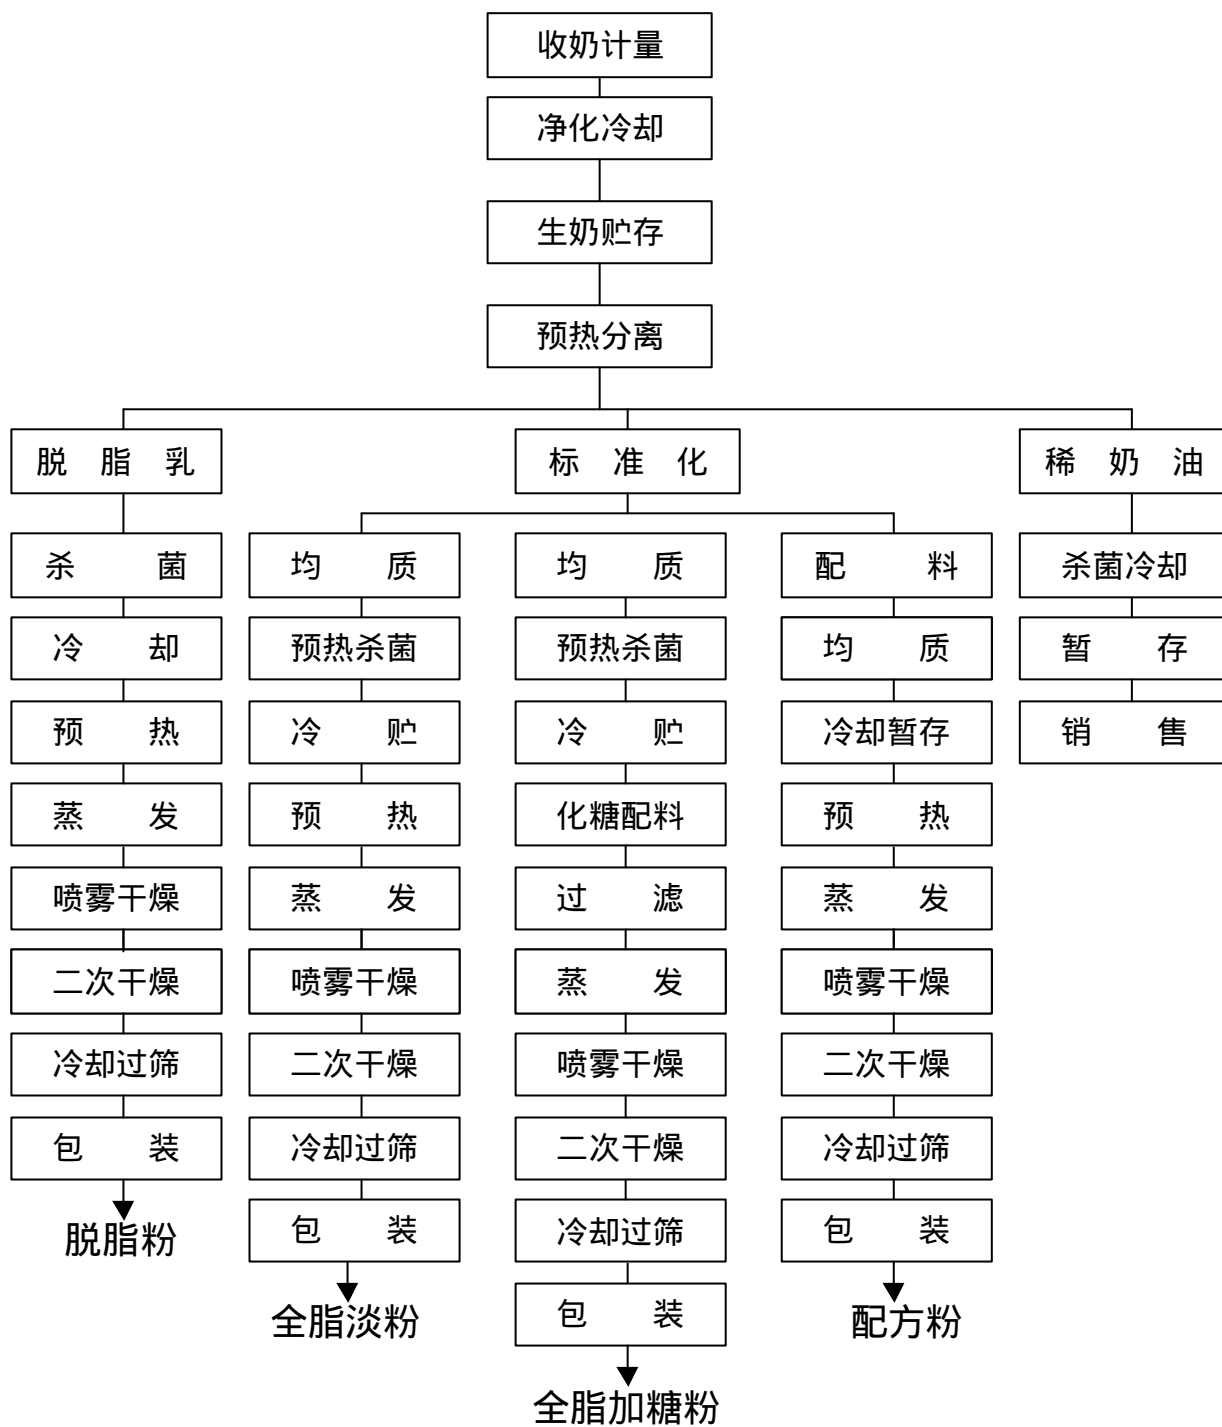 收奶计量
净化冷却
生奶贮存
预热分离
脱 脂 乳
标 准 化
稀 奶 油
杀 菌
均 质
均 质
配 料
杀菌冷却
冷 却
预热杀菌
预热杀菌
均 质
暂 存
预 热
冷 贮
冷 贮
冷却暂存
销 售
蒸 发
预 热
化糖配料
预 热
喷雾干燥
蒸 发
过 滤
蒸 发
二次干燥
喷雾干燥
蒸 发
喷雾干燥
冷却过筛
二次干燥
喷雾干燥
二次干燥
包 装
冷却过筛
二次干燥
冷却过筛
脱脂粉
包 装
冷却过筛
包 装
全脂淡粉
包 装
配方粉
全脂加糖粉